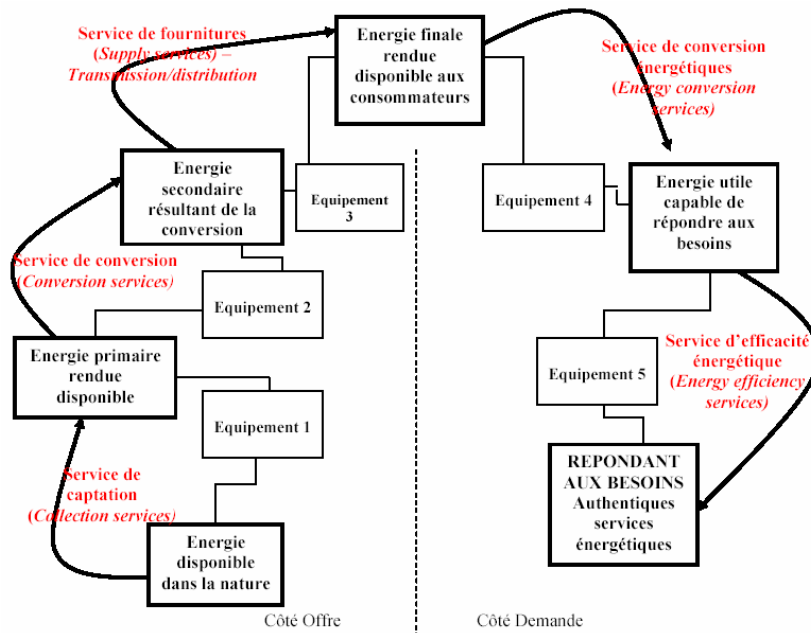 Service de fournitures
(Supply services) –
Transmission/distribution
Energie finale
rendue
disponible aux
consommateurs
Service de conversion
énergétiques
(Energy conversion
services)
Energie
secondaire
résultant de la
conversion
Equipement
3
Equipement 4
Energie utile
capable de
répondre aux
besoins
Service de conversion
(Conversion services)
Equipement 2
Energie primaire
rendue
disponible
Service d'efficacité
énergétique
(Energy efficiency
services)
Equipement 5
Equipement 1
Service de
captation
(Collection services)
REPONDANT
AUX BESOINS
Authentiques
services
énergétiques
Energie
disponible
dans la nature
Côté Offre
Côté Demande